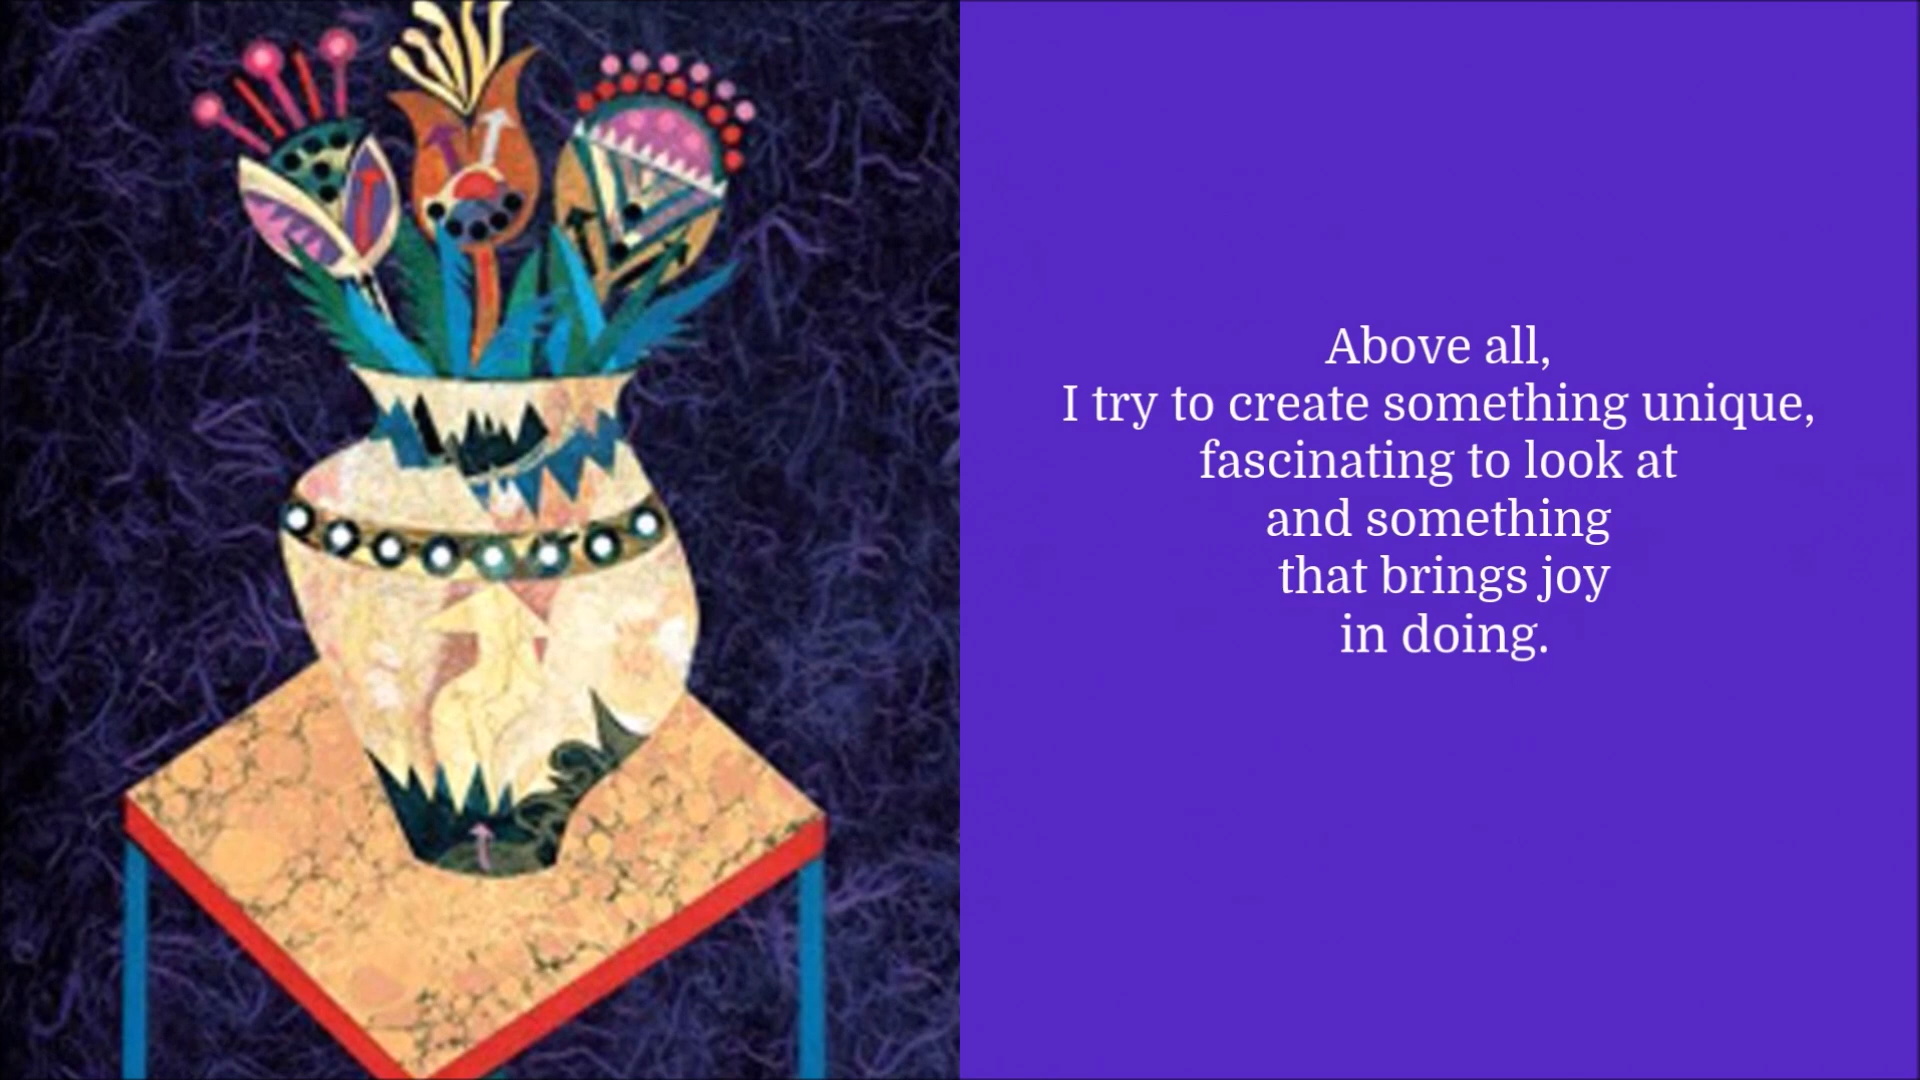 Above all,
I try to create something unique,
fascinating to look at
and something
that brings joy
in doing.